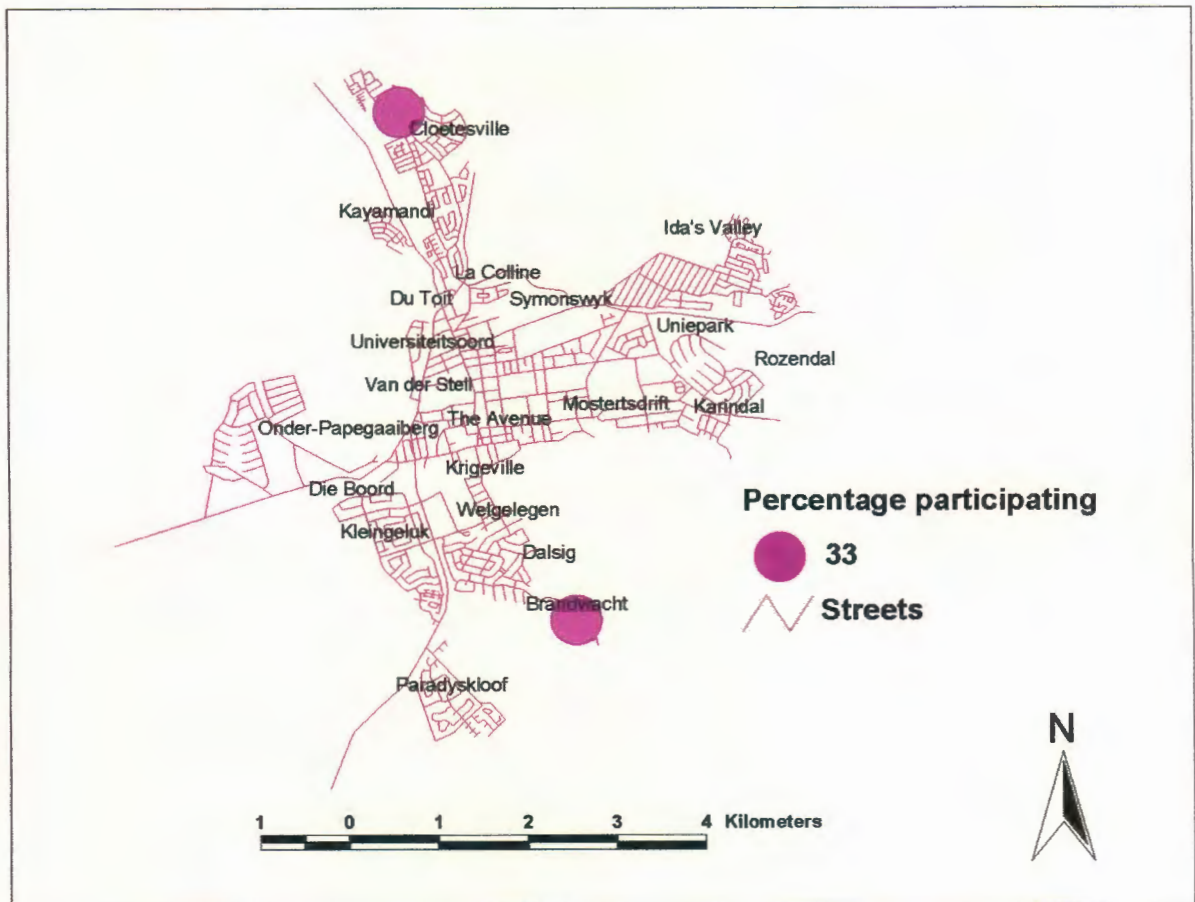 Cloetesville
Kayamandi
Ida's Valley
La Colline
Du Toit
Symonswyk
Uniepark
Universiteitsoord
Rozendal
Van der Stell
Mostertsdrift
Karindal
The Avenue
Onder-Papegaaiberg
Krigeville
Die Boord
Welgelegen
Kleingeluk
Dalsig
Brandwacht
Paradyskloof
Percentage participating
33
Streets
N
1 0 1 2 3 4 Kilometers